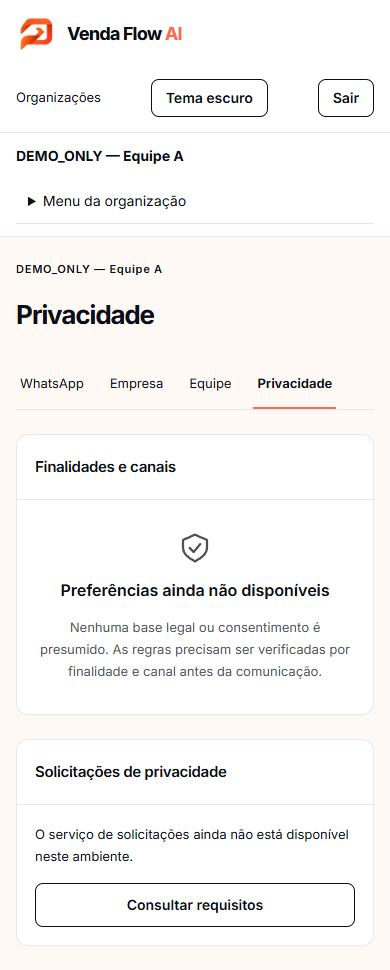 Venda Flow AI
Organizações
Tema escuro
Sair
DEMO_ONLY — Equipe A
Menu da organização
DEMO_ONLY — Equipe A
Privacidade
WhatsApp
Empresa
Equipe
Privacidade
Finalidades e canais
Preferências ainda não disponíveis
Nenhuma base legal ou consentimento é
presumido. As regras precisam ser verificadas por
finalidade e canal antes da comunicação.
Solicitações de privacidade
O serviço de solicitações ainda não está disponível
neste ambiente.
Consultar requisitos